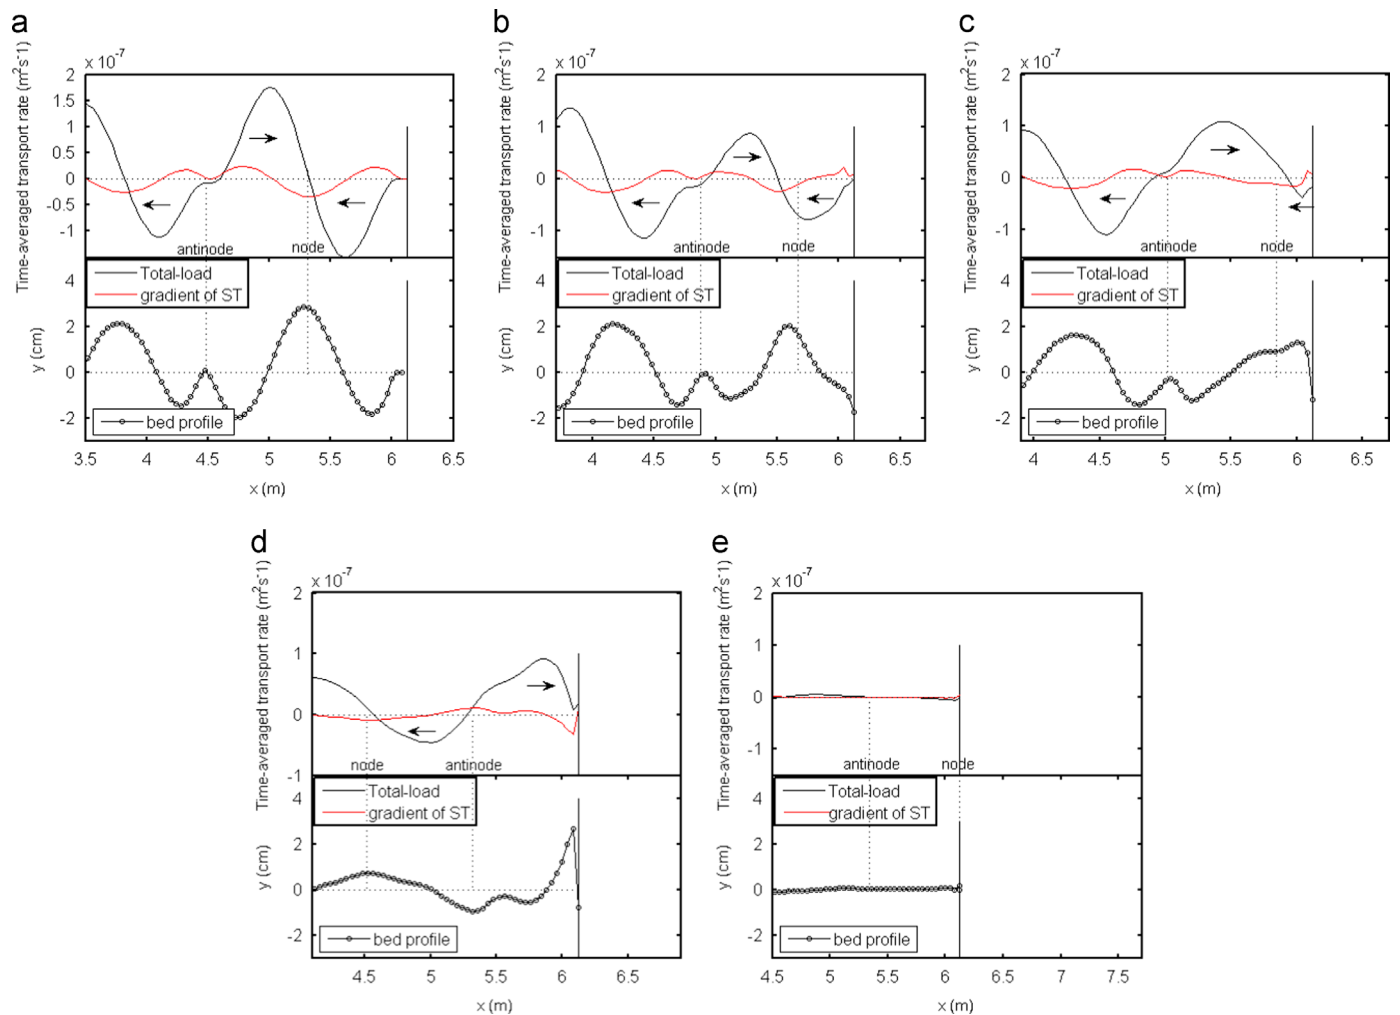 a
x 10⁻⁷
Time-averaged transport rate (m²s⁻¹)
2
1.5
1
0.5
0
-0.5
-1
antinode
node
Total-load
gradient of ST
y (cm)
4
2
0
-2
bed profile
3.5 4 4.5 5 5.5 6 6.5
x (m)
b
x 10⁻⁷
Time-averaged transport rate (m²s⁻¹)
2
1
0
-1
antinode
node
Total-load
gradient of ST
y (cm)
4
2
0
-2
bed profile
4 4.5 5 5.5 6 6.5
x (m)
c
x 10⁻⁷
Time-averaged transport rate (m²s⁻¹)
2
1
0
-1
antinode
node
Total-load
gradient of ST
y (cm)
4
2
0
-2
bed profile
4 4.5 5 5.5 6 6.5
x (m)
d
x 10⁻⁷
Time-averaged transport rate (m²s⁻¹)
2
1
0
-1
node
antinode
Total-load
gradient of ST
y (cm)
4
2
0
-2
bed profile
4.5 5 5.5 6 6.5
x (m)
e
x 10⁻⁷
Time-averaged transport rate (m²s⁻¹)
2
1
0
-1
antinode
node
Total-load
gradient of ST
y (cm)
4
2
0
-2
bed profile
4.5 5 5.5 6 6.5 7 7.5
x (m)